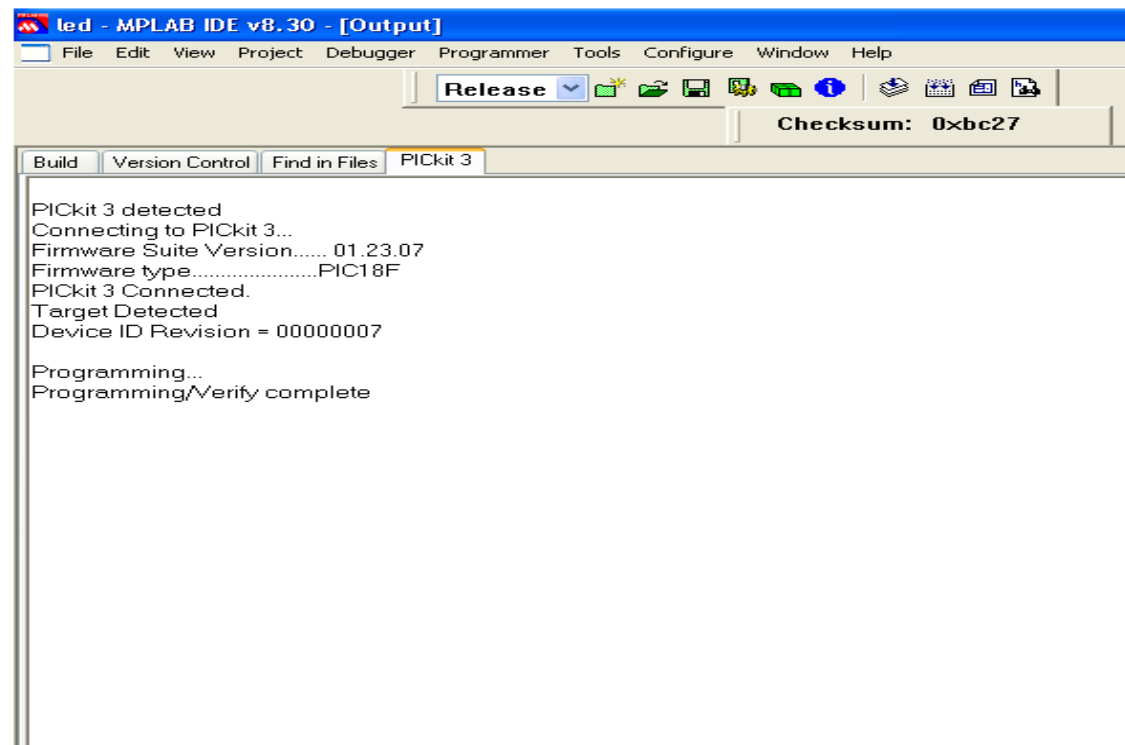 led - MPLAB IDE v8.30 - [Output]
File Edit View Project Debugger Programmer Tools Configure Window Help
Release
Checksum: 0xbc27
Build Version Control Find in Files PICkit 3
PICkit 3 detected
Connecting to PICkit 3...
Firmware Suite Version...... 01.23.07
Firmware type.....................PIC18F
PICkit 3 Connected.
Target Detected
Device ID Revision = 00000007
Programming...
Programming/Verify complete